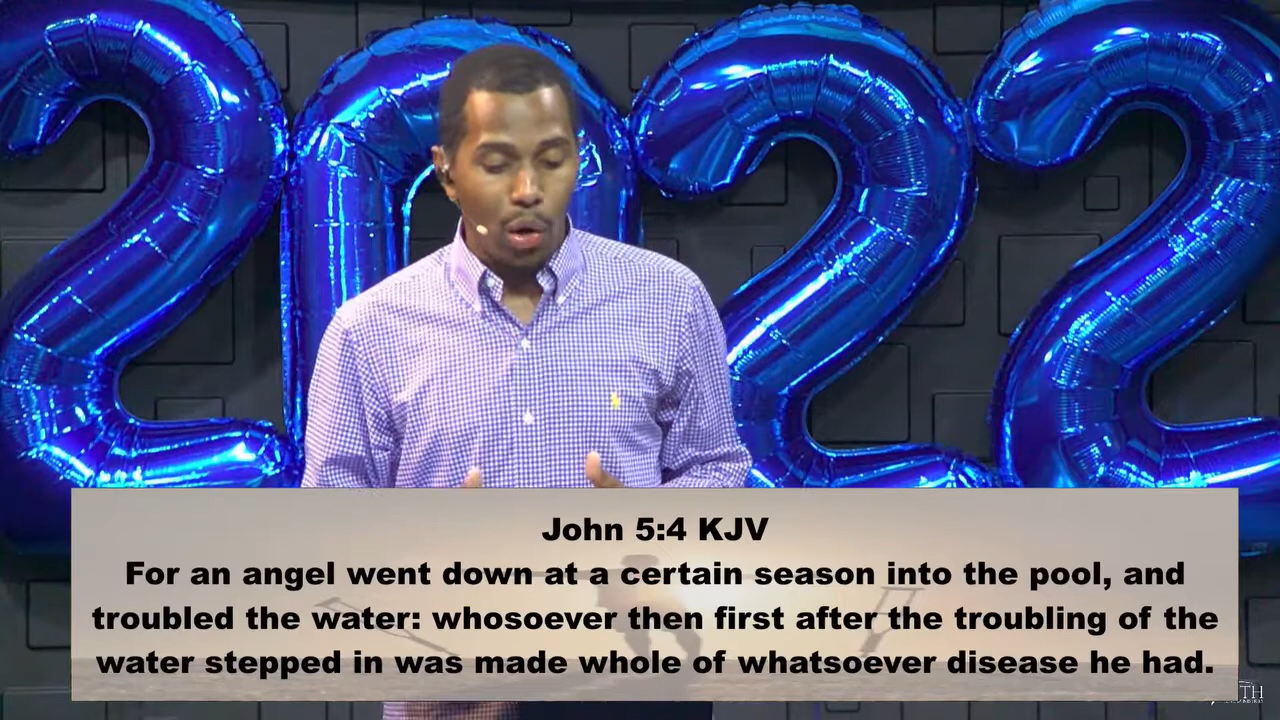 2022
John 5:4 KJV
For an angel went down at a certain season into the pool, and
troubled the water: whosoever then first after the troubling of the
water stepped in was made whole of whatsoever disease he had.
TH